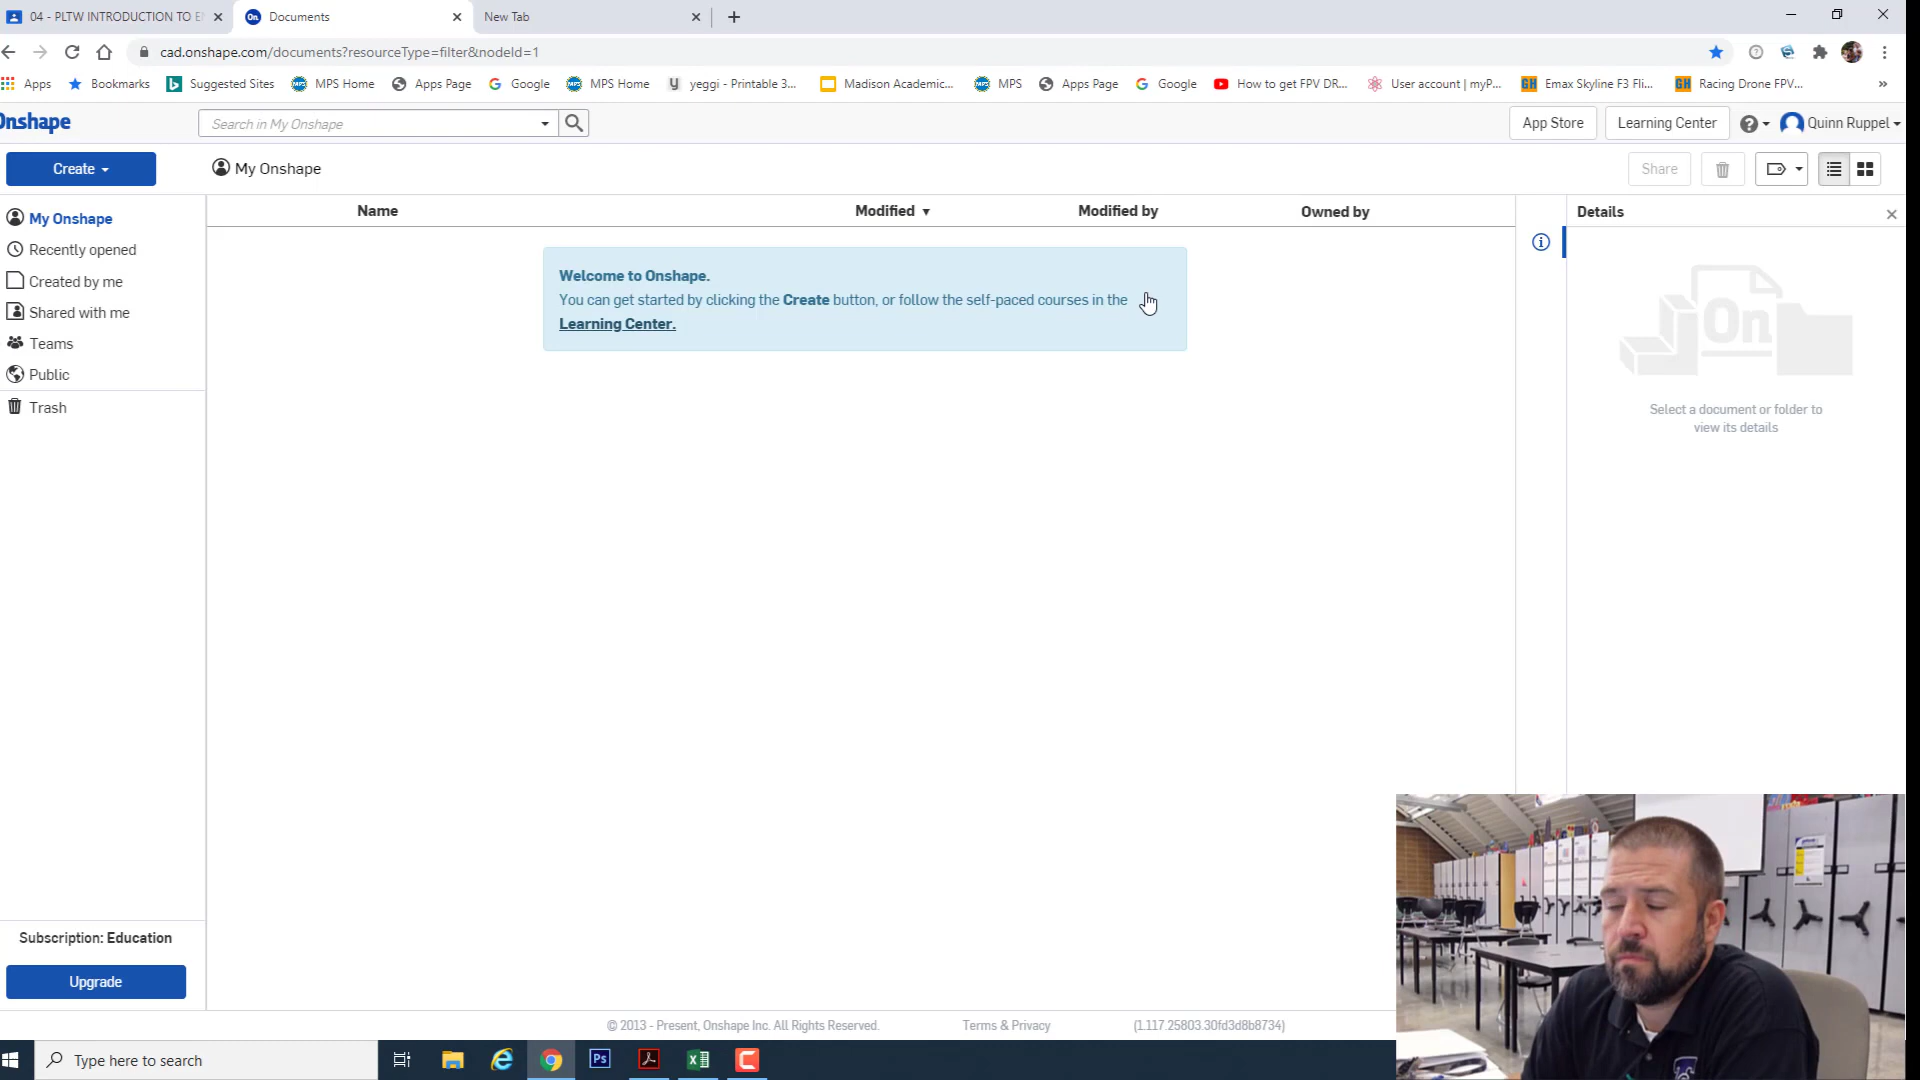 04 - PLTW INTRODUCTION TO E
Documents
New Tab
cad.onshape.com/documents?resourceType=filter&nodeId=1
Apps
Bookmarks
Suggested Sites
MPS Home
Apps Page
Google
MPS Home
yeggi - Printable 3...
Madison Academic...
MPS
Apps Page
Google
How to get FPV DR...
User account | myP...
Emax Skyline F3 Fli...
Racing Drone FPV...
»
Onshape
Search in My Onshape
App Store
Learning Center
Quinn Ruppel
Create
My Onshape
Share
My Onshape
Recently opened
Created by me
Shared with me
Teams
Public
Trash
Name
Modified
Modified by
Owned by
Welcome to Onshape.
You can get started by clicking the Create button, or follow the self-paced courses in the
Learning Center.
Details
On
Select a document or folder to
view its details
Subscription: Education
Upgrade
© 2013 - Present, Onshape Inc. All Rights Reserved.
Terms & Privacy
(1.117.25803.30fd3d8b8734)
Type here to search
Ps